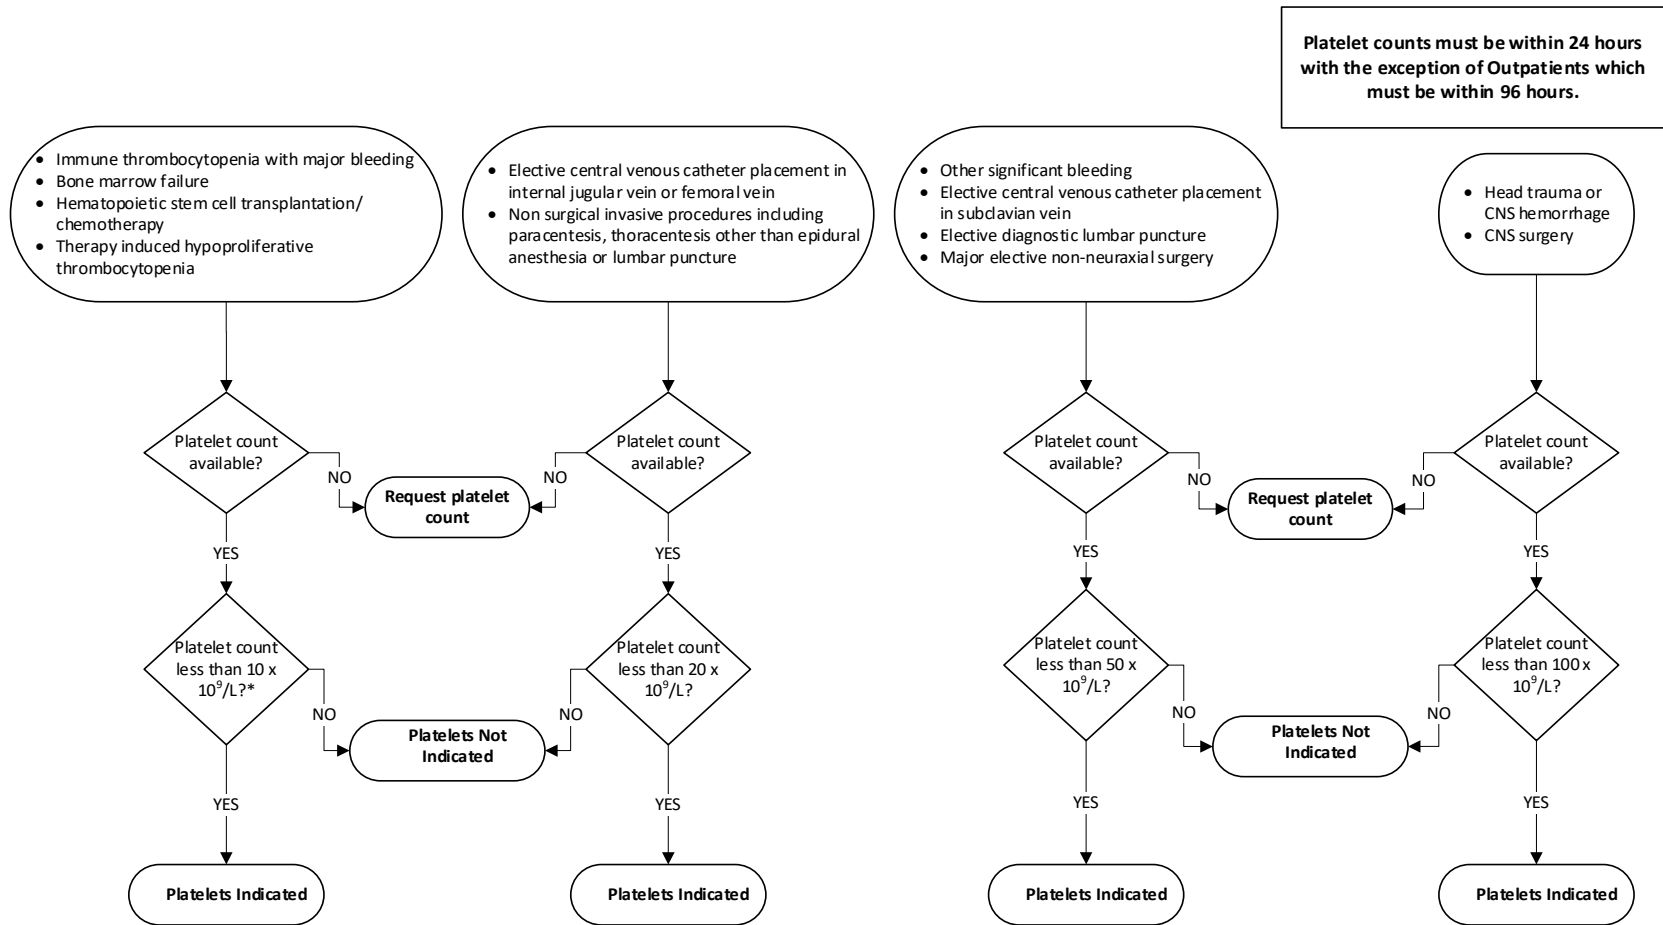 Platelet counts must be within 24 hours
with the exception of Outpatients which
must be within 96 hours.
• Immune thrombocytopenia with major bleeding
• Bone marrow failure
• Hematopoietic stem cell transplantation/
chemotherapy
• Therapy induced hypoproliferative
thrombocytopenia
• Elective central venous catheter placement in
internal jugular vein or femoral vein
• Non surgical invasive procedures including
paracentesis, thoracentesis other than epidural
anesthesia or lumbar puncture
• Other significant bleeding
• Elective central venous catheter placement
in subclavian vein
• Elective diagnostic lumbar puncture
• Major elective non-neuraxial surgery
• Head trauma or
CNS hemorrhage
• CNS surgery
Platelet count
available?
NO
Request platelet
count
NO
Platelet count
available?
Platelet count
available?
NO
Request platelet
count
NO
Platelet count
available?
YES
YES
YES
YES
Platelet count
less than 10 x
10⁹/L?*
NO
Platelets Not
Indicated
NO
Platelet count
less than 20 x
10⁹/L?
Platelet count
less than 50 x
10⁹/L?
NO
Platelets Not
Indicated
NO
Platelet count
less than 100 x
10⁹/L?
YES
YES
YES
YES
Platelets Indicated
Platelets Indicated
Platelets Indicated
Platelets Indicated